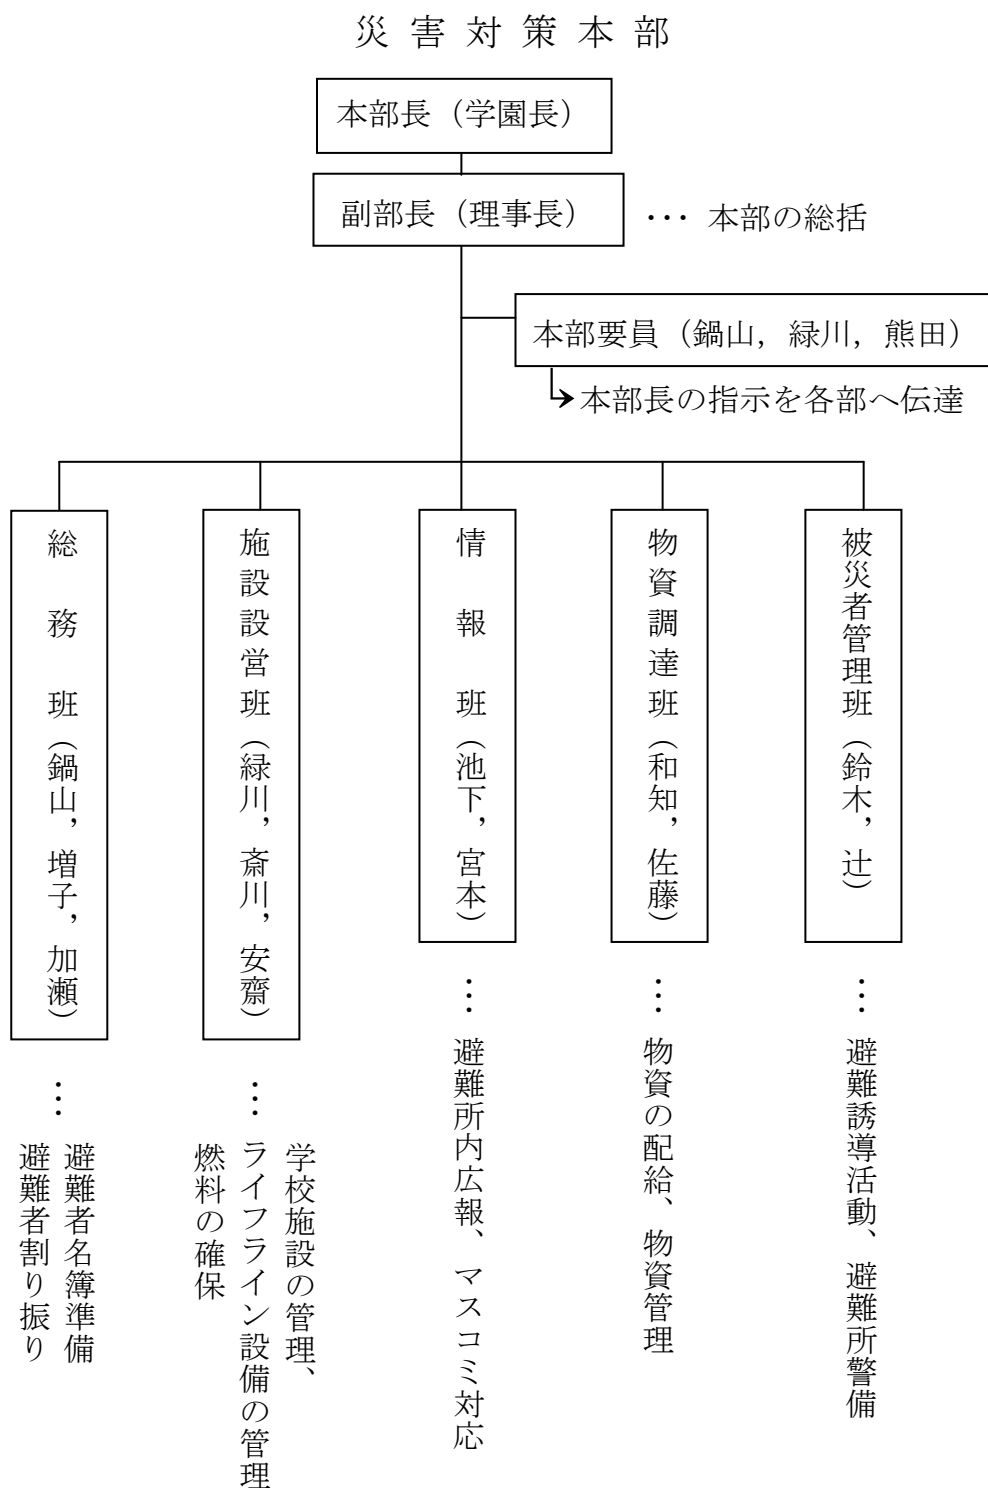 災害対策本部
本部長（学園長）
副部長（理事長）
… 本部の総括
本部要員（鍋山，緑川，熊田）
本部長の指示を各部へ伝達
総務班（鍋山，増子，加瀬）
… 避難者名簿準備
避難者割り振り
施設設営班（緑川，斎川，安齋）
… 学校施設の管理、
ライフライン設備の管理
燃料の確保
情報班（池下，宮本）
… 避難所内広報、マスコミ対応
物資調達班（和知，佐藤）
… 物資の配給、物資管理
被災者管理班（鈴木，辻）
… 避難誘導活動、避難所警備